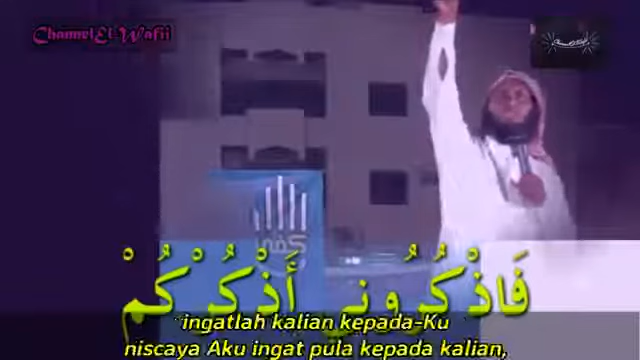 ChannelEl-Wafii
فَاذْكُرُونِي أَذْكُرْكُمْ
ingatlah kalian kepada-Ku
niscaya Aku ingat pula kepada kalian,